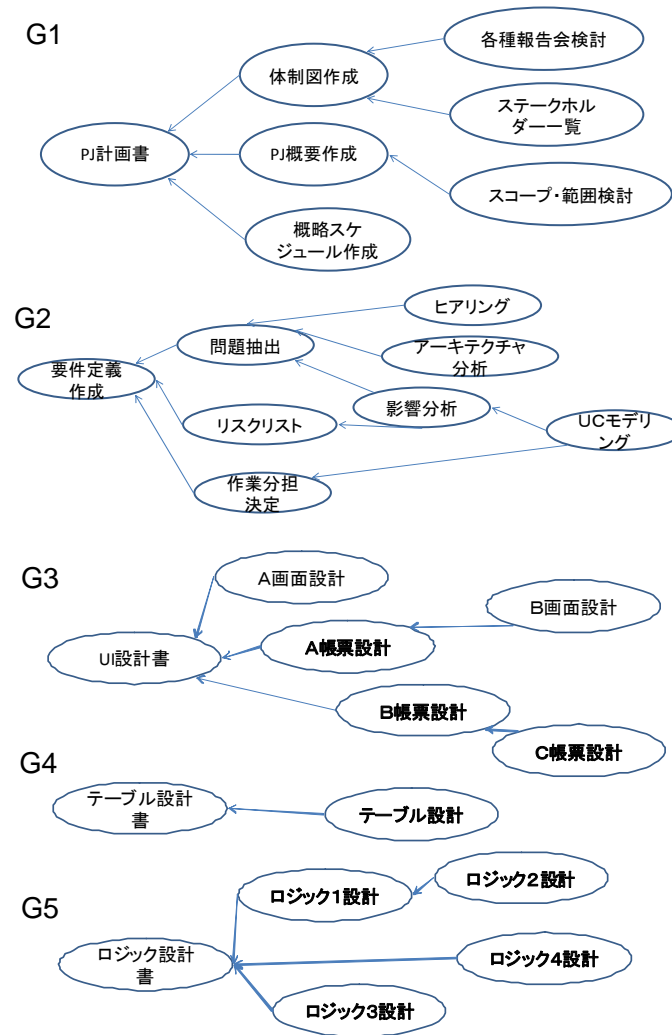 G1
各種報告会検討
体制図作成
ステークホル
ダー一覧
PJ計画書
PJ概要作成
スコープ・範囲検討
概略スケ
ジュール作成
G2
ヒアリング
問題抽出
アーキテクチャ
分析
要件定義
作成
影響分析
リスクリスト
UCモデリ
ング
作業分担
決定
G3
A画面設計
B画面設計
UI設計書
A帳票設計
B帳票設計
C帳票設計
G4
テーブル設計
書
テーブル設計
G5
ロジック1設計
ロジック2設計
ロジック設計
書
ロジック4設計
ロジック3設計